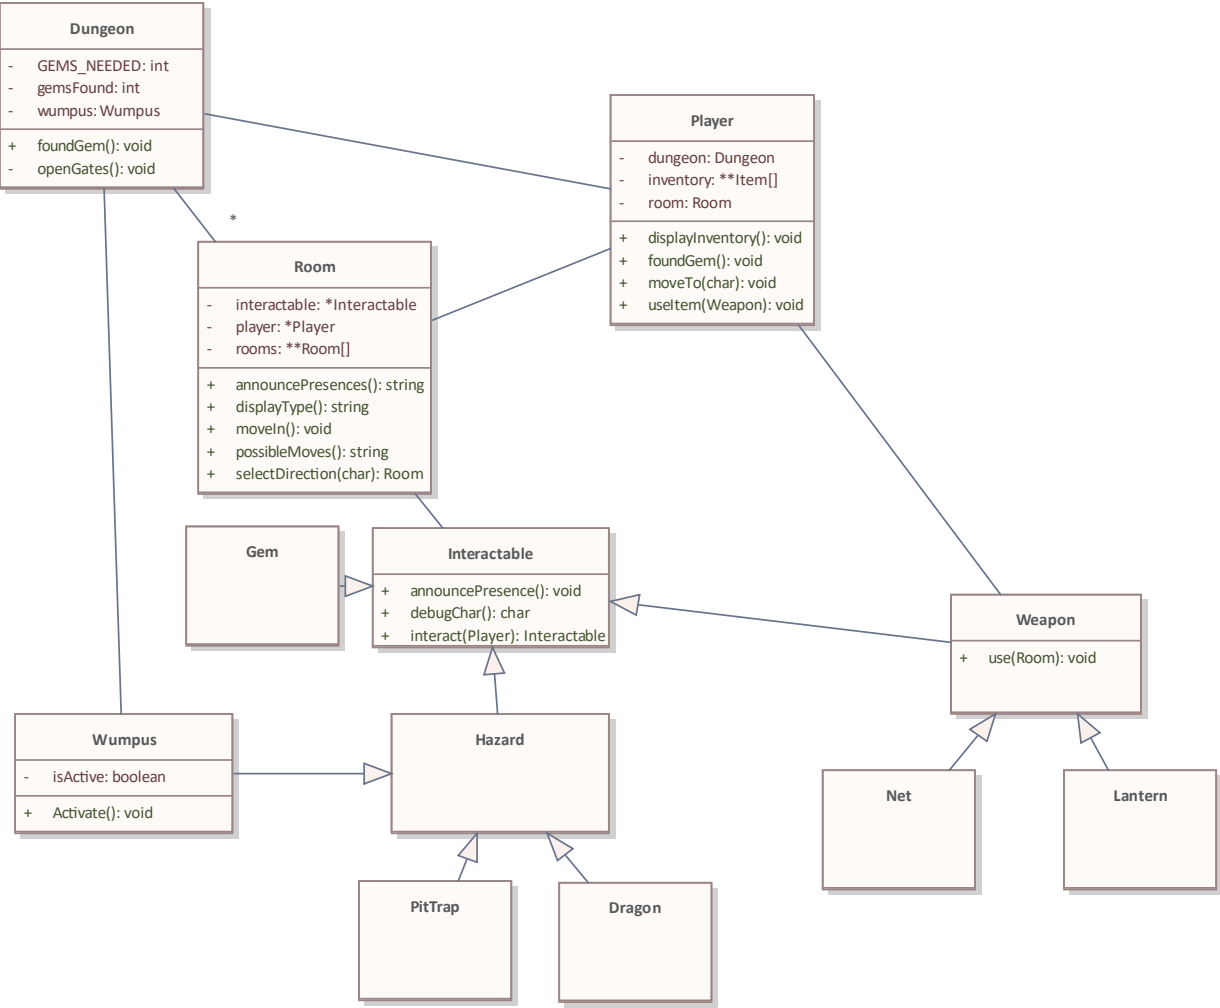 Dungeon
- GEMS_NEEDED: int
- gemsFound: int
- wumpus: Wumpus
+ foundGem(): void
- openGates(): void
Player
- dungeon: Dungeon
- inventory: **Item[]
- room: Room
+ displayInventory(): void
+ foundGem(): void
+ moveTo(char): void
+ useItem(Weapon): void
*
Room
- interactable: *Interactable
- player: *Player
- rooms: **Room[]
+ announcePresences(): string
+ displayType(): string
+ moveIn(): void
+ possibleMoves(): string
+ selectDirection(char): Room
Gem
Interactable
+ announcePresence(): void
+ debugChar(): char
+ interact(Player): Interactable
Weapon
+ use(Room): void
Wumpus
- isActive: boolean
+ Activate(): void
Hazard
Net
Lantern
PitTrap
Dragon